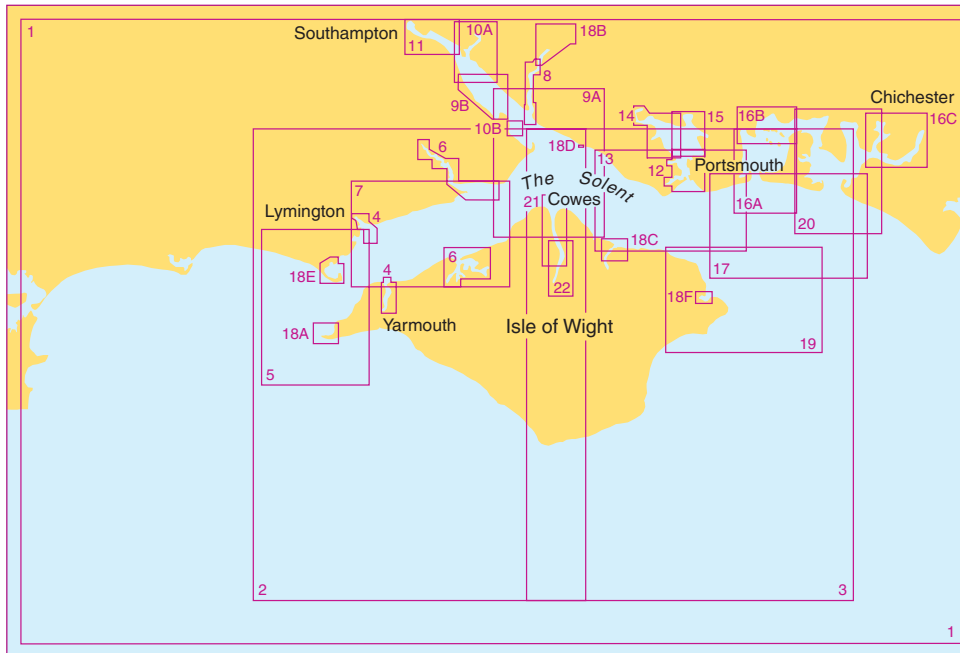 1
Southampton
11
10A
18B
8
9B
9A
10B
14
15
16B
Chichester
16C
6
18D
13
12
Portsmouth
The Solent
7
21
Cowes
16A
20
Lymington
4
18C
6
17
18E
4
22
18F
Yarmouth
18A
Isle of Wight
19
5
2
3
1